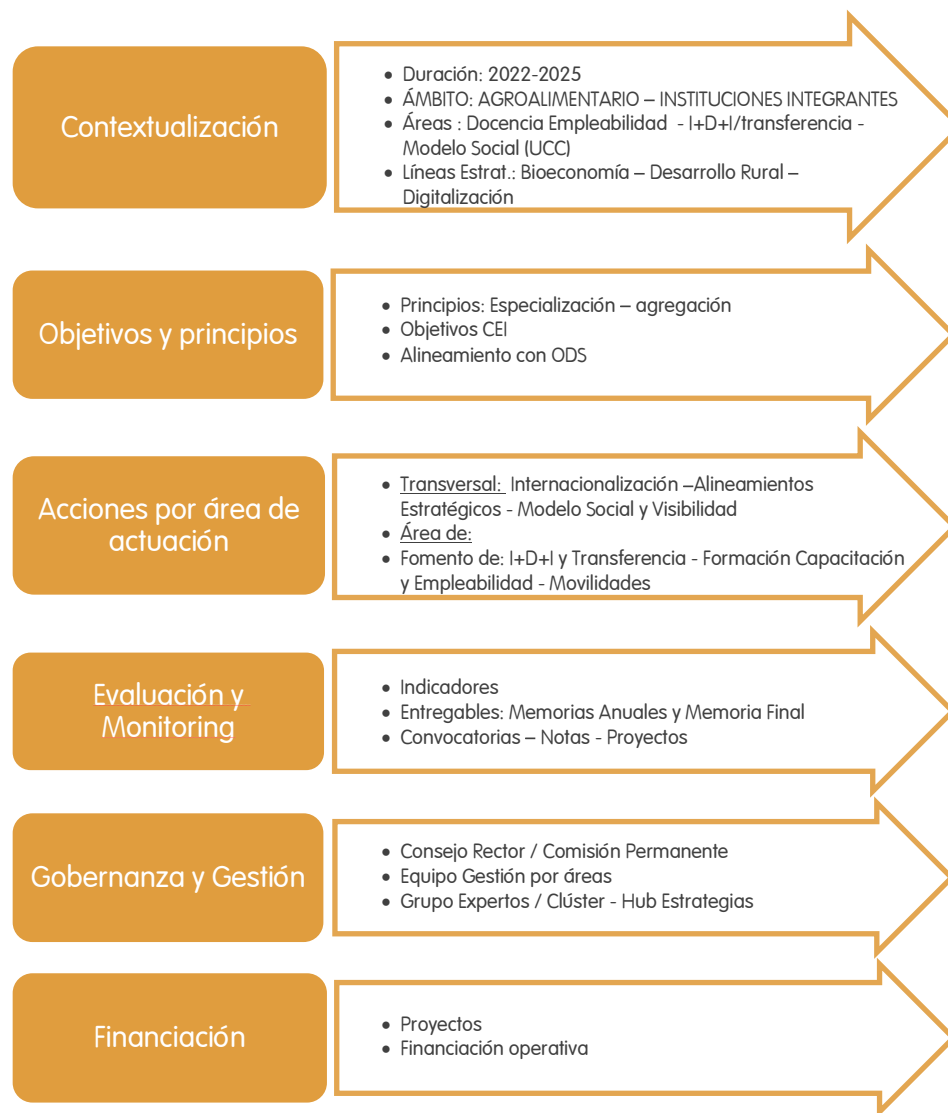 Contextualización
• Duración: 2022-2025
• ÁMBITO: AGROALIMENTARIO – INSTITUCIONES INTEGRANTES
• Áreas : Docencia Empleabilidad - I+D+I/transferencia -
Modelo Social (UCC)
• Líneas Estrat.: Bioeconomía – Desarrollo Rural –
Digitalización
Objetivos y principios
• Principios: Especialización – agregación
• Objetivos CEI
• Alineamiento con ODS
Acciones por área de
actuación
• Transversal: Internacionalización –Alineamientos
Estratégicos - Modelo Social y Visibilidad
• Área de:
• Fomento de: I+D+I y Transferencia - Formación Capacitación
y Empleabilidad - Movilidades
Evaluación y
Monitoring
• Indicadores
• Entregables: Memorias Anuales y Memoria Final
• Convocatorias – Notas - Proyectos
Gobernanza y Gestión
• Consejo Rector / Comisión Permanente
• Equipo Gestión por áreas
• Grupo Expertos / Clúster - Hub Estrategias
Financiación
• Proyectos
• Financiación operativa